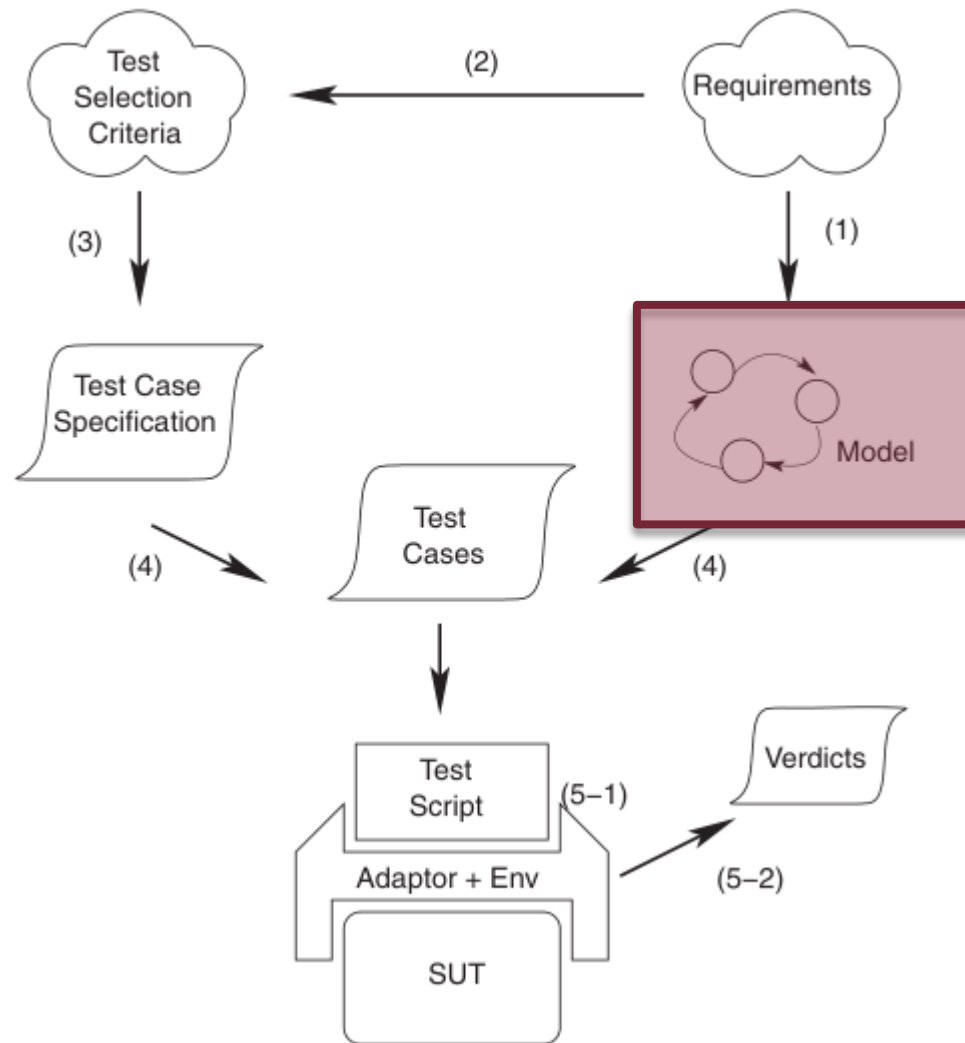 Test
Selection
Criteria
(2)
Requirements
(3)
(1)
Test Case
Specification
Model
Test
Cases
(4)
(4)
Test
Script
(5-1)
Verdicts
Adaptor + Env
(5-2)
SUT